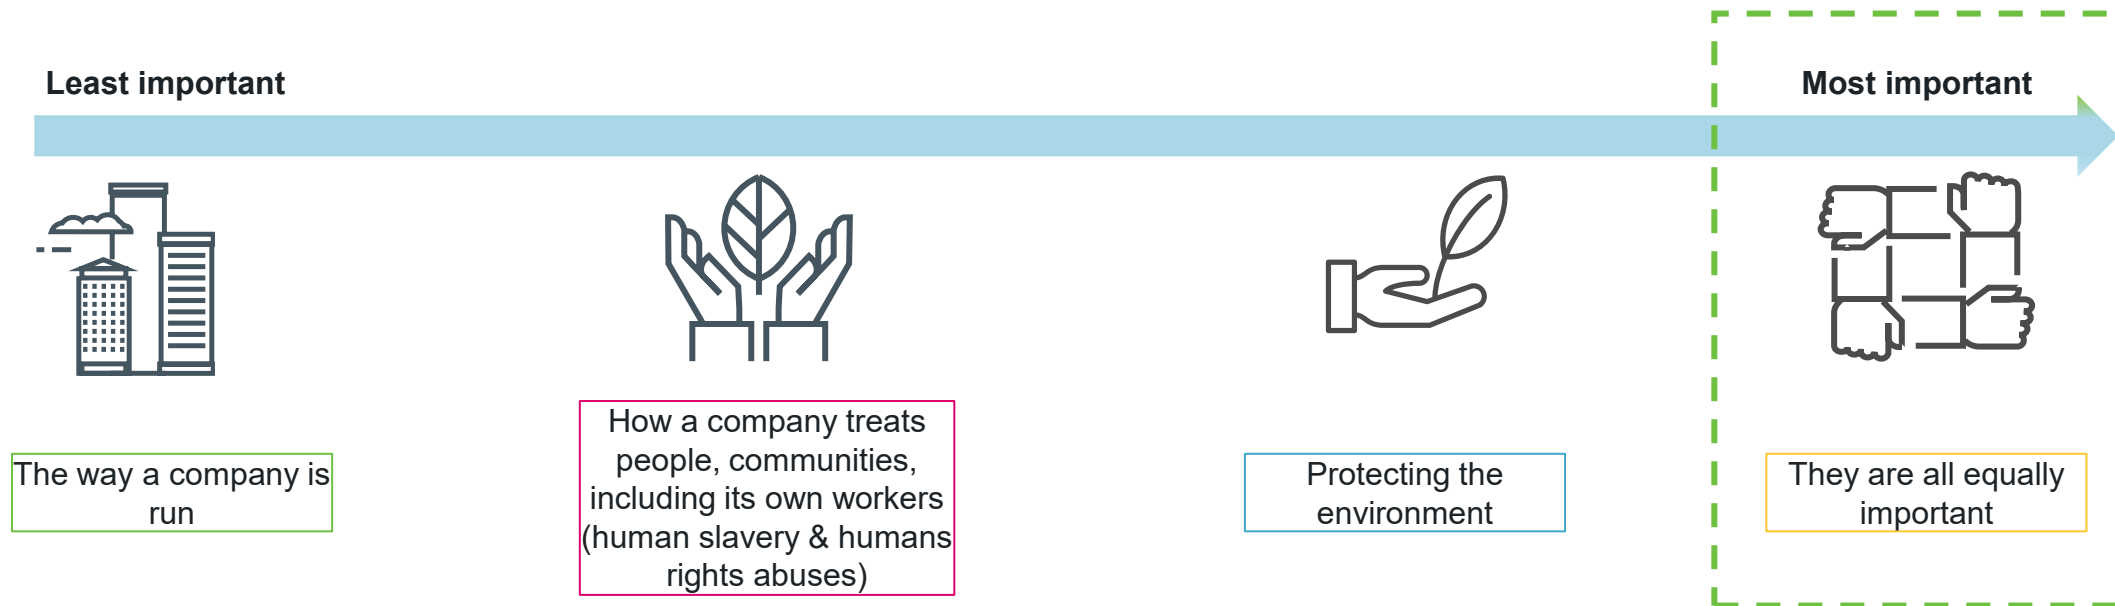 Least important
Most important
The way a company is
run
How a company treats
people, communities,
including its own workers
(human slavery & humans
rights abuses)
Protecting the
environment
They are all equally
important